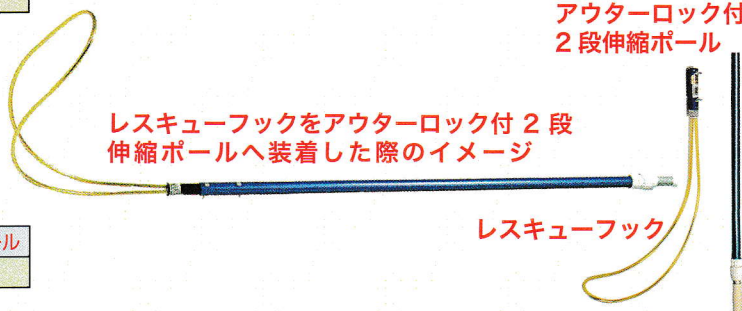 アウターロック付
2 段伸縮ポール
レスキューフックをアウターロック付 2 段
伸縮ポールへ装着した際のイメージ
レスキューフック
ル